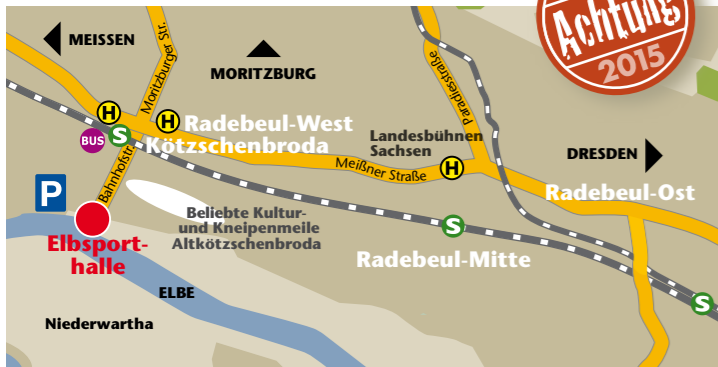 Achtung
2015
MEISSEN
Moritzburger Str.
MORITZBURG
H
H
Radebeul-West
Kötzschenbroda
BUS
S
Paradiesstraße
Landesbühnen
Sachsen
H
Meißner Straße
DRESDEN
Radebeul-Ost
P
Bahnhofstr.
Beliebte Kultur-
und Kneipenmeile
Altkötzschenbroda
Elbsport-
halle
S
Radebeul-Mitte
ELBE
S
Niederwartha